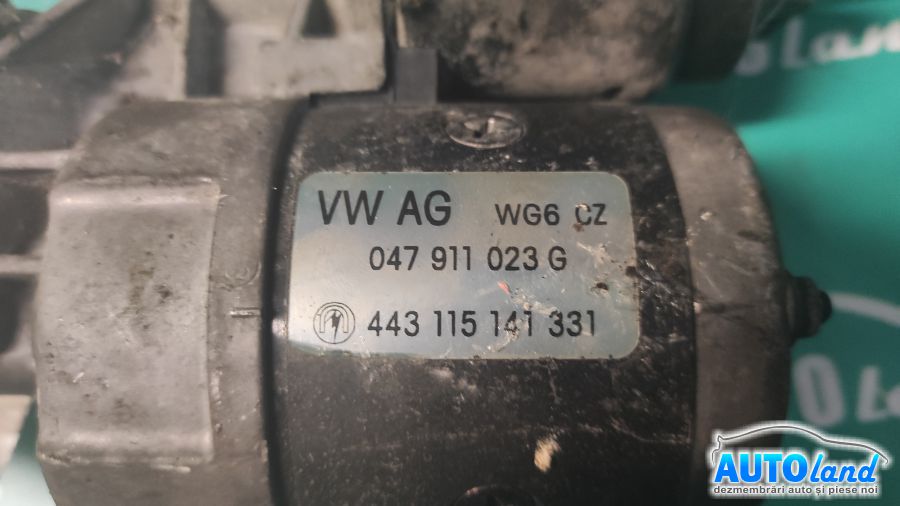 VW AG WG6 CZ
047 911 023 G
443 115 141 331
AUTOland
dezmembrări auto și piese noi